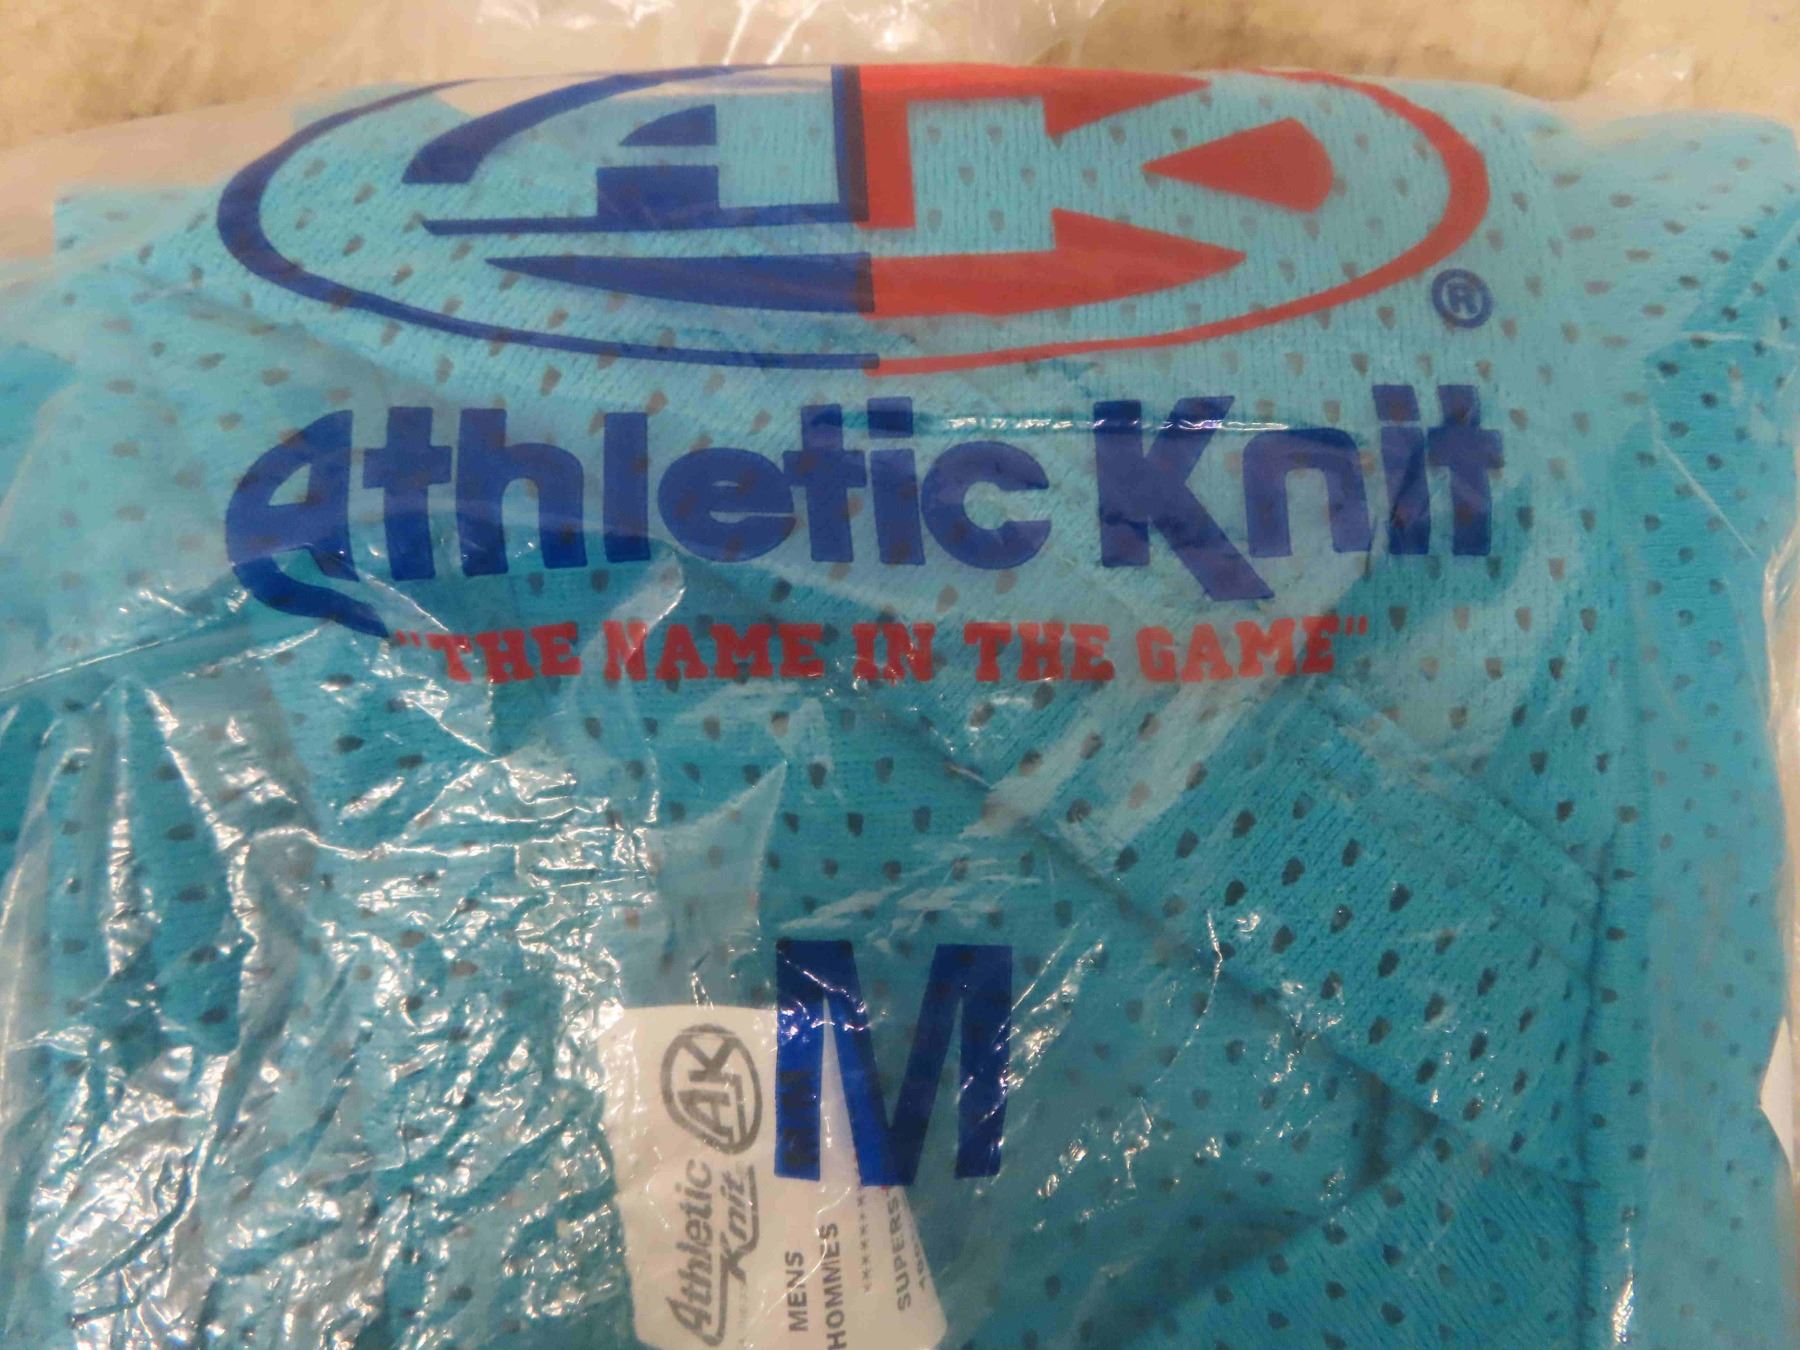 AK
®
Athletic Knit
"THE NAME IN THE GAME"
M
AK
Athletic
Knit
MENS
HOMMES